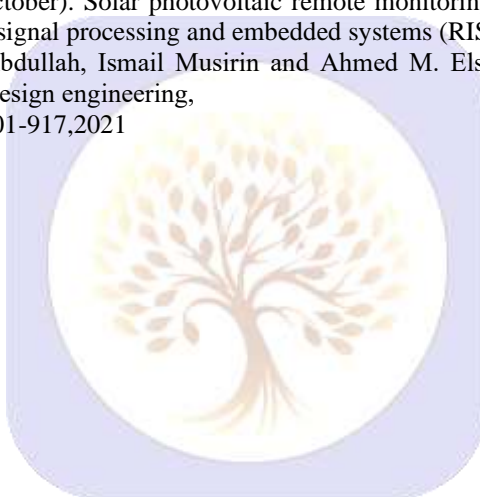 ctober). Solar photovoltaic remote monitorin
signal processing and embedded systems (RIS
bdullah, Ismail Musirin and Ahmed M. Els
esign engineering,
01-917,2021